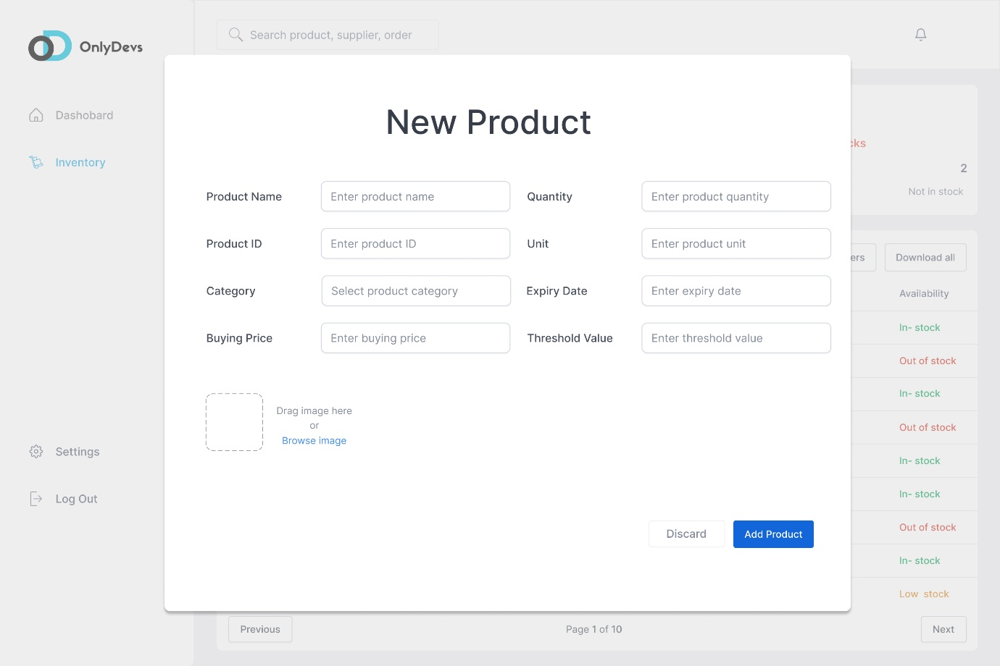 OnlyDevs
Search product, supplier, order
Dashobard
Inventory
Settings
Log Out
New Product
Product Name
Enter product name
Quantity
Enter product quantity
Product ID
Enter product ID
Unit
Enter product unit
Category
Select product category
Expiry Date
Enter expiry date
Buying Price
Enter buying price
Threshold Value
Enter threshold value
Drag image here
or
Browse image
Discard
Add Product
cks
2
Not in stock
ers
Download all
Availability
In- stock
Out of stock
In- stock
Out of stock
In- stock
In- stock
Out of stock
In- stock
Low stock
Previous
Page 1 of 10
Next